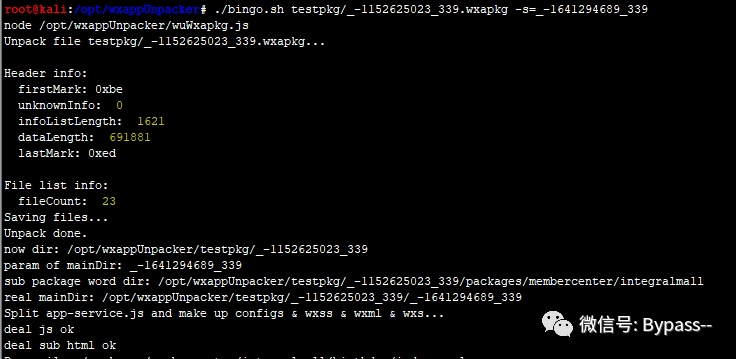 root@kali:/opt/wxappUnpacker# ./bingo.sh testpkg/_-1152625023_339.wxapkg -s=_-1641294689_339
node /opt/wxappUnpacker/wuWxapkg.js
Unpack file testpkg/_-1152625023_339.wxapkg...
Header info:
firstMark: 0xbe
unknownInfo: 0
infoListLength: 1621
dataLength: 691881
lastMark: 0xed
File list info:
fileCount: 23
Saving files...
Unpack done.
now dir: /opt/wxappUnpacker/testpkg/_-1152625023_339
param of mainDir: _-1641294689_339
sub package word dir: /opt/wxappUnpacker/testpkg/_-1152625023_339/packages/membercenter/integralmall
real mainDir: /opt/wxappUnpacker/testpkg/_-1152625023_339/_-1641294689_339
Split app-service.js and make up configs & wxss & wxml & wxs...
deal js ok
deal sub html ok
微信号: Bypass--